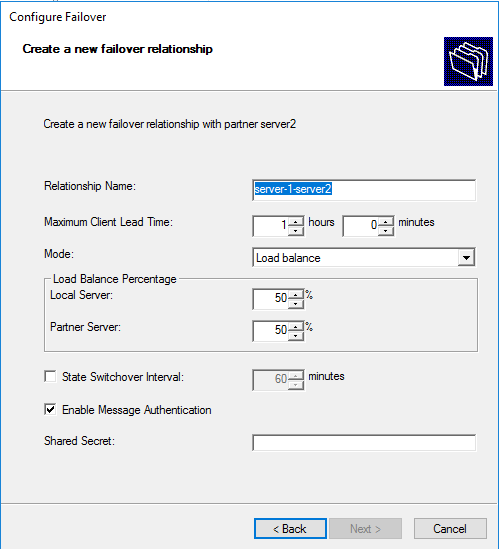 Configure Failover
Create a new failover relationship
Create a new failover relationship with partner server2
Relationship Name: server-1-server2
Maximum Client Lead Time: 1 hours 0 minutes
Mode: Load balance
Load Balance Percentage
Local Server: 50 %
Partner Server: 50 %
State Switchover Interval: 60 minutes
Enable Message Authentication
Shared Secret:
< Back Next > Cancel